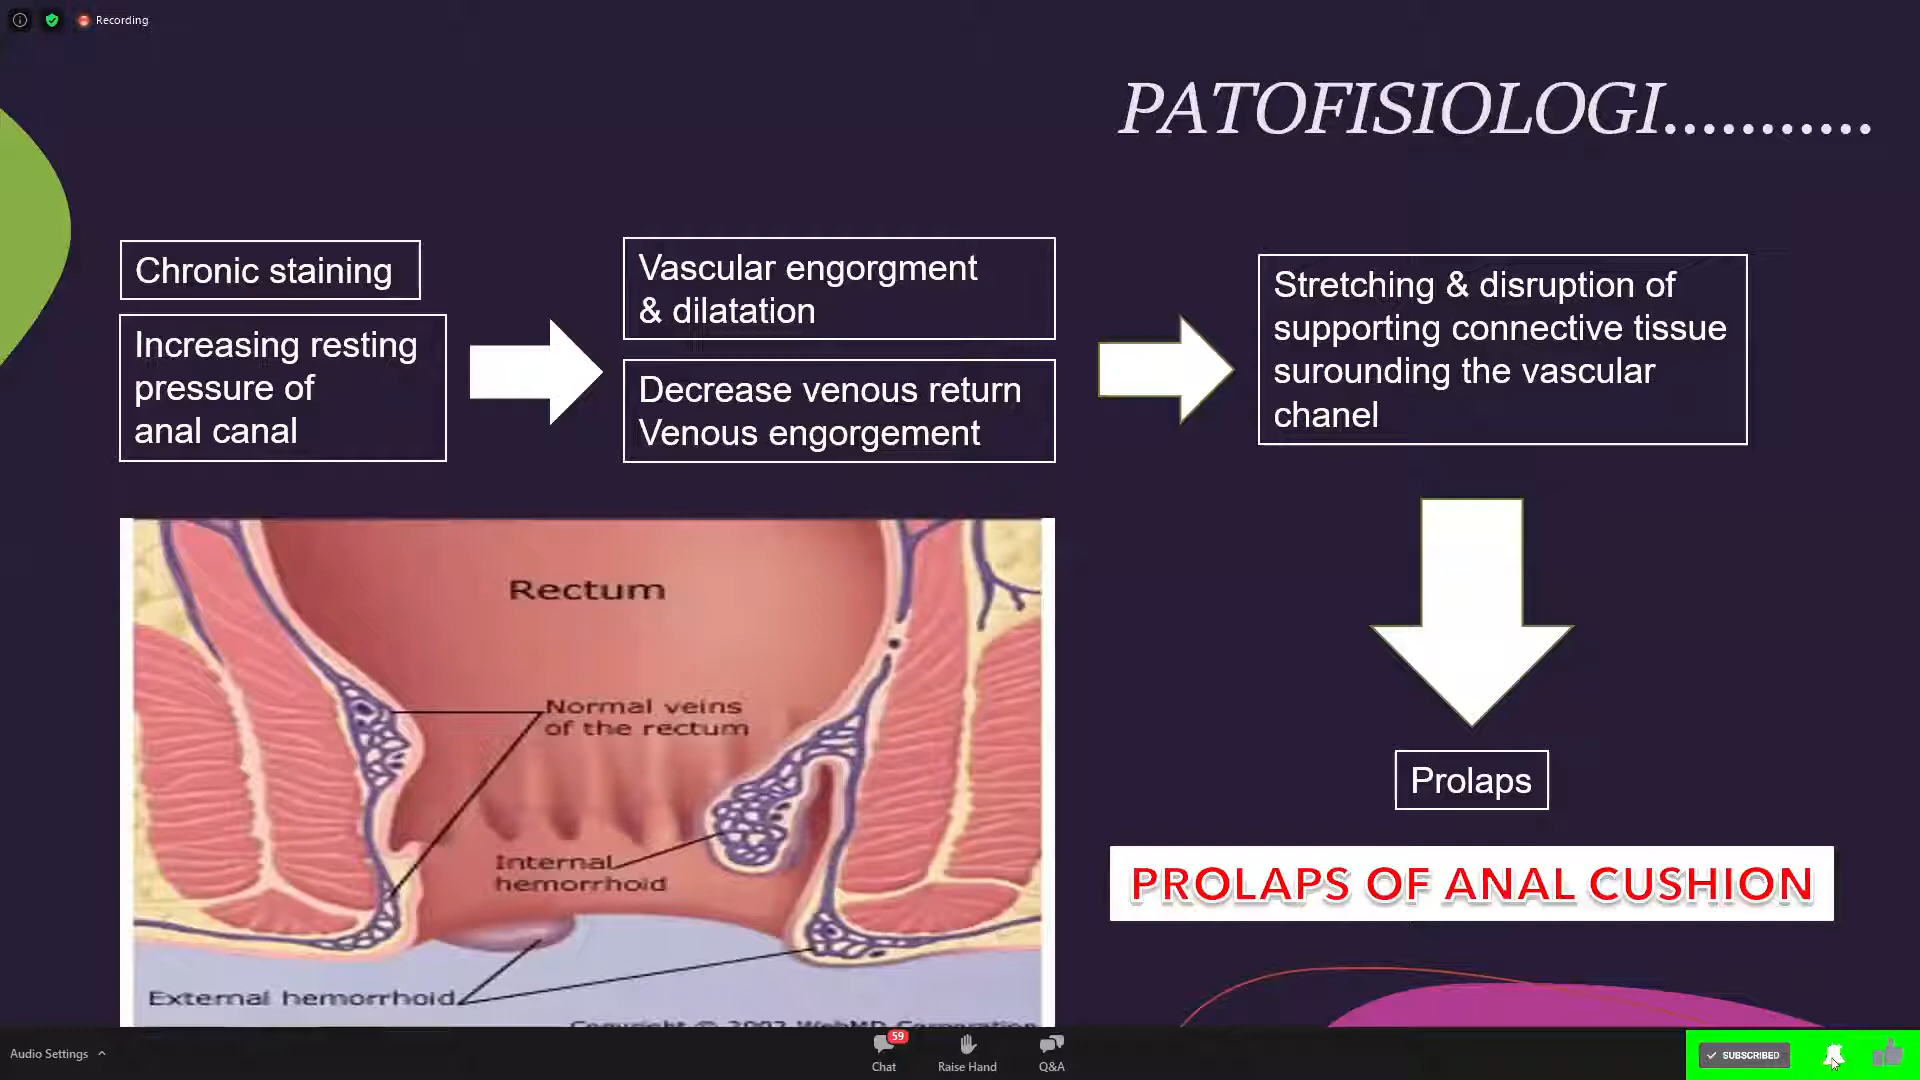 Recording
PATOFISIOLOGI...........
Chronic staining
Increasing resting
pressure of
anal canal
Vascular engorgment
& dilatation
Decrease venous return
Venous engorgement
Stretching & disruption of
supporting connective tissue
surounding the vascular
chanel
Prolaps
PROLAPS OF ANAL CUSHION
Rectum
Normal veins
of the rectum
Internal
hemorrhoid
External hemorrhoid
Copyright © 2002 WebMD Corporation
Audio Settings
59
Chat
Raise Hand
Q&A
SUBSCRIBED